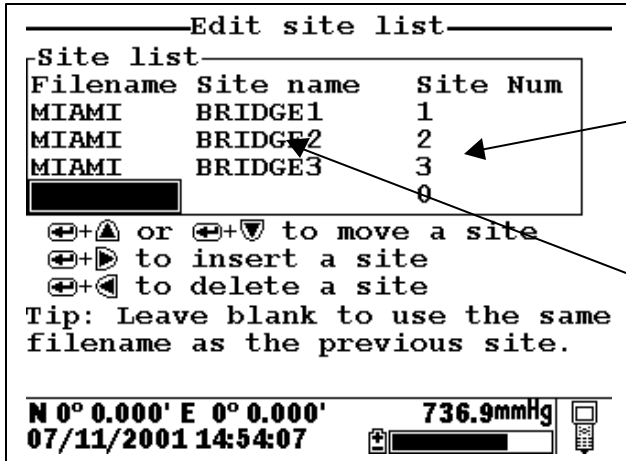 Edit site list
Site list
Filename Site name Site Num
MIAMI BRIDGE1 1
MIAMI BRIDGE2 2
MIAMI BRIDGE3 3
0
+ or + to move a site
+ to insert a site
+ to delete a site
Tip: Leave blank to use the same
filename as the previous site.
N 0° 0.000' E 0° 0.000' 736.9mmHg
07/11/2001 14:54:07